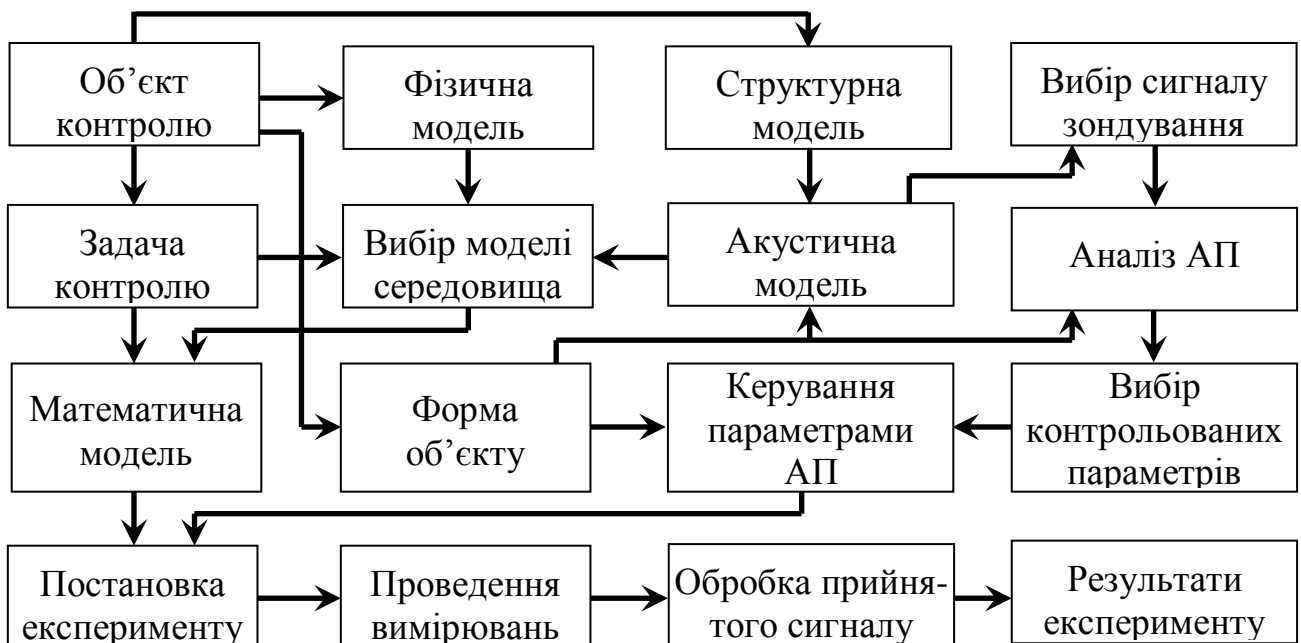 Об’єкт
контролю
Фізична
модель
Структурна
модель
Вибір сигналу
зондування
Задача
контролю
Вибір моделі
середовища
Акустична
модель
Аналіз АП
Математична
модель
Форма
об’єкту
Керування
параметрами
АП
Вибір
контрольованих
параметрів
Постановка
експерименту
Проведення
вимірювань
Обробка прийня-
того сигналу
Результати
експерименту